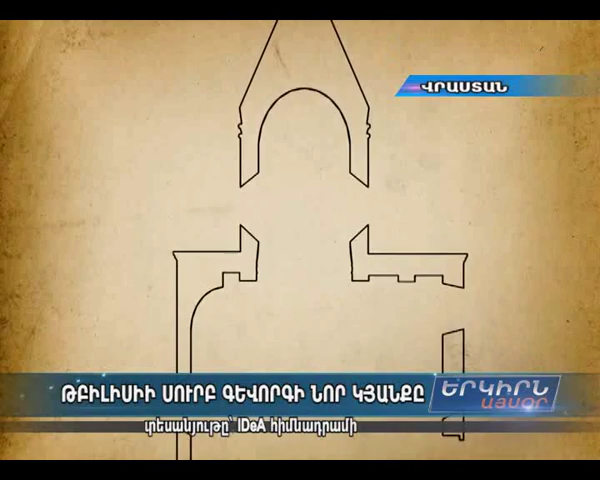 ՎՐԱՍՏԱՆ
ԹԲԻԼԻՍԻԻ ՍՈՒՐԲ ԳԵՎՈՐԳԻ ՆՈՐ ԿՅԱՆՔԸ
ԵՐԿԻՐՆ
ԱՅՍՕՐ
տեսանյութը՝ IDeA հիմնադրամի